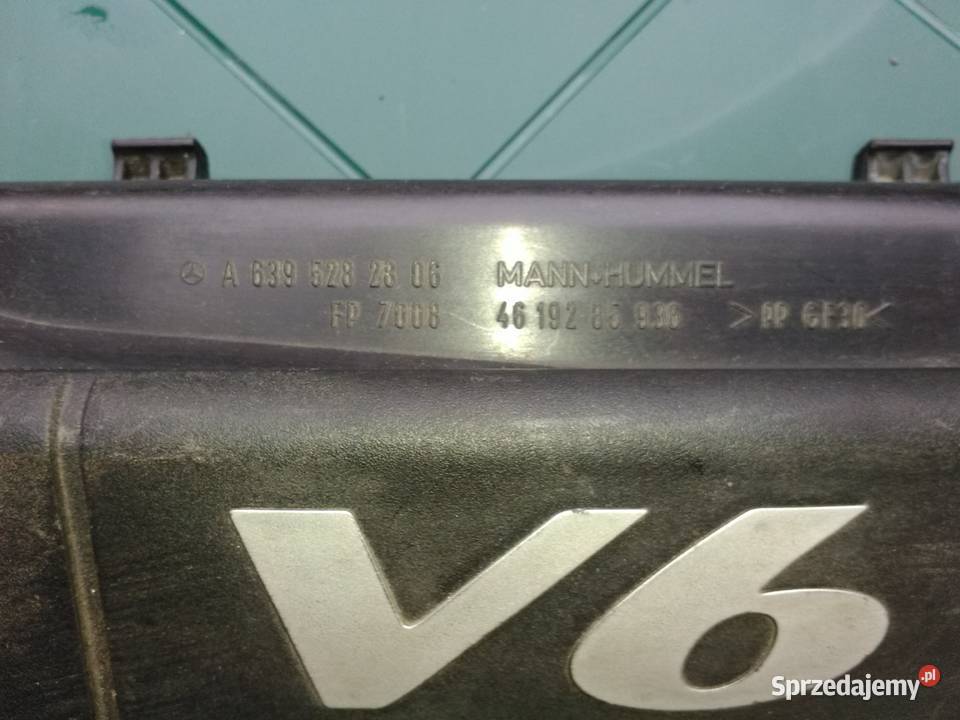 A 639 528 28 06 MANN+HUMMEL
FP 7008 46 192 85 936 >PP GF30<
V6
Sprzedajemy.pl